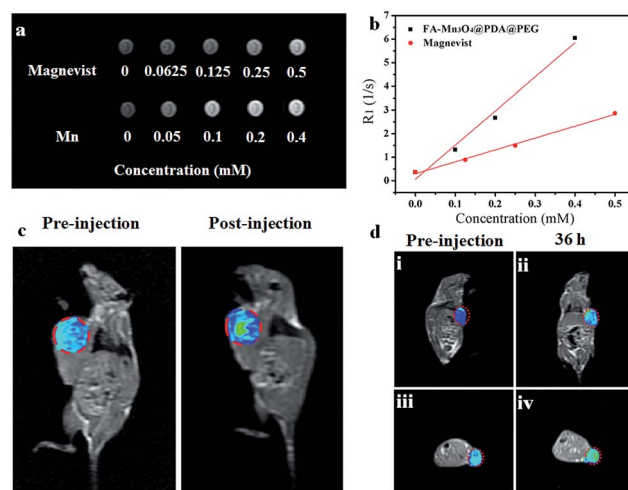 a
Magnevist
0 0.0625 0.125 0.25 0.5
Mn
0 0.05 0.1 0.2 0.4
Concentration (mM)
b
FA-Mn₃O₄@PDA@PEG
Magnevist
R₁ (1/s)
7
6
5
4
3
2
1
0
0.0 0.1 0.2 0.3 0.4 0.5
Concentration (mM)
c
Pre-injection Post-injection
d
Pre-injection 36 h
i ii
iii iv